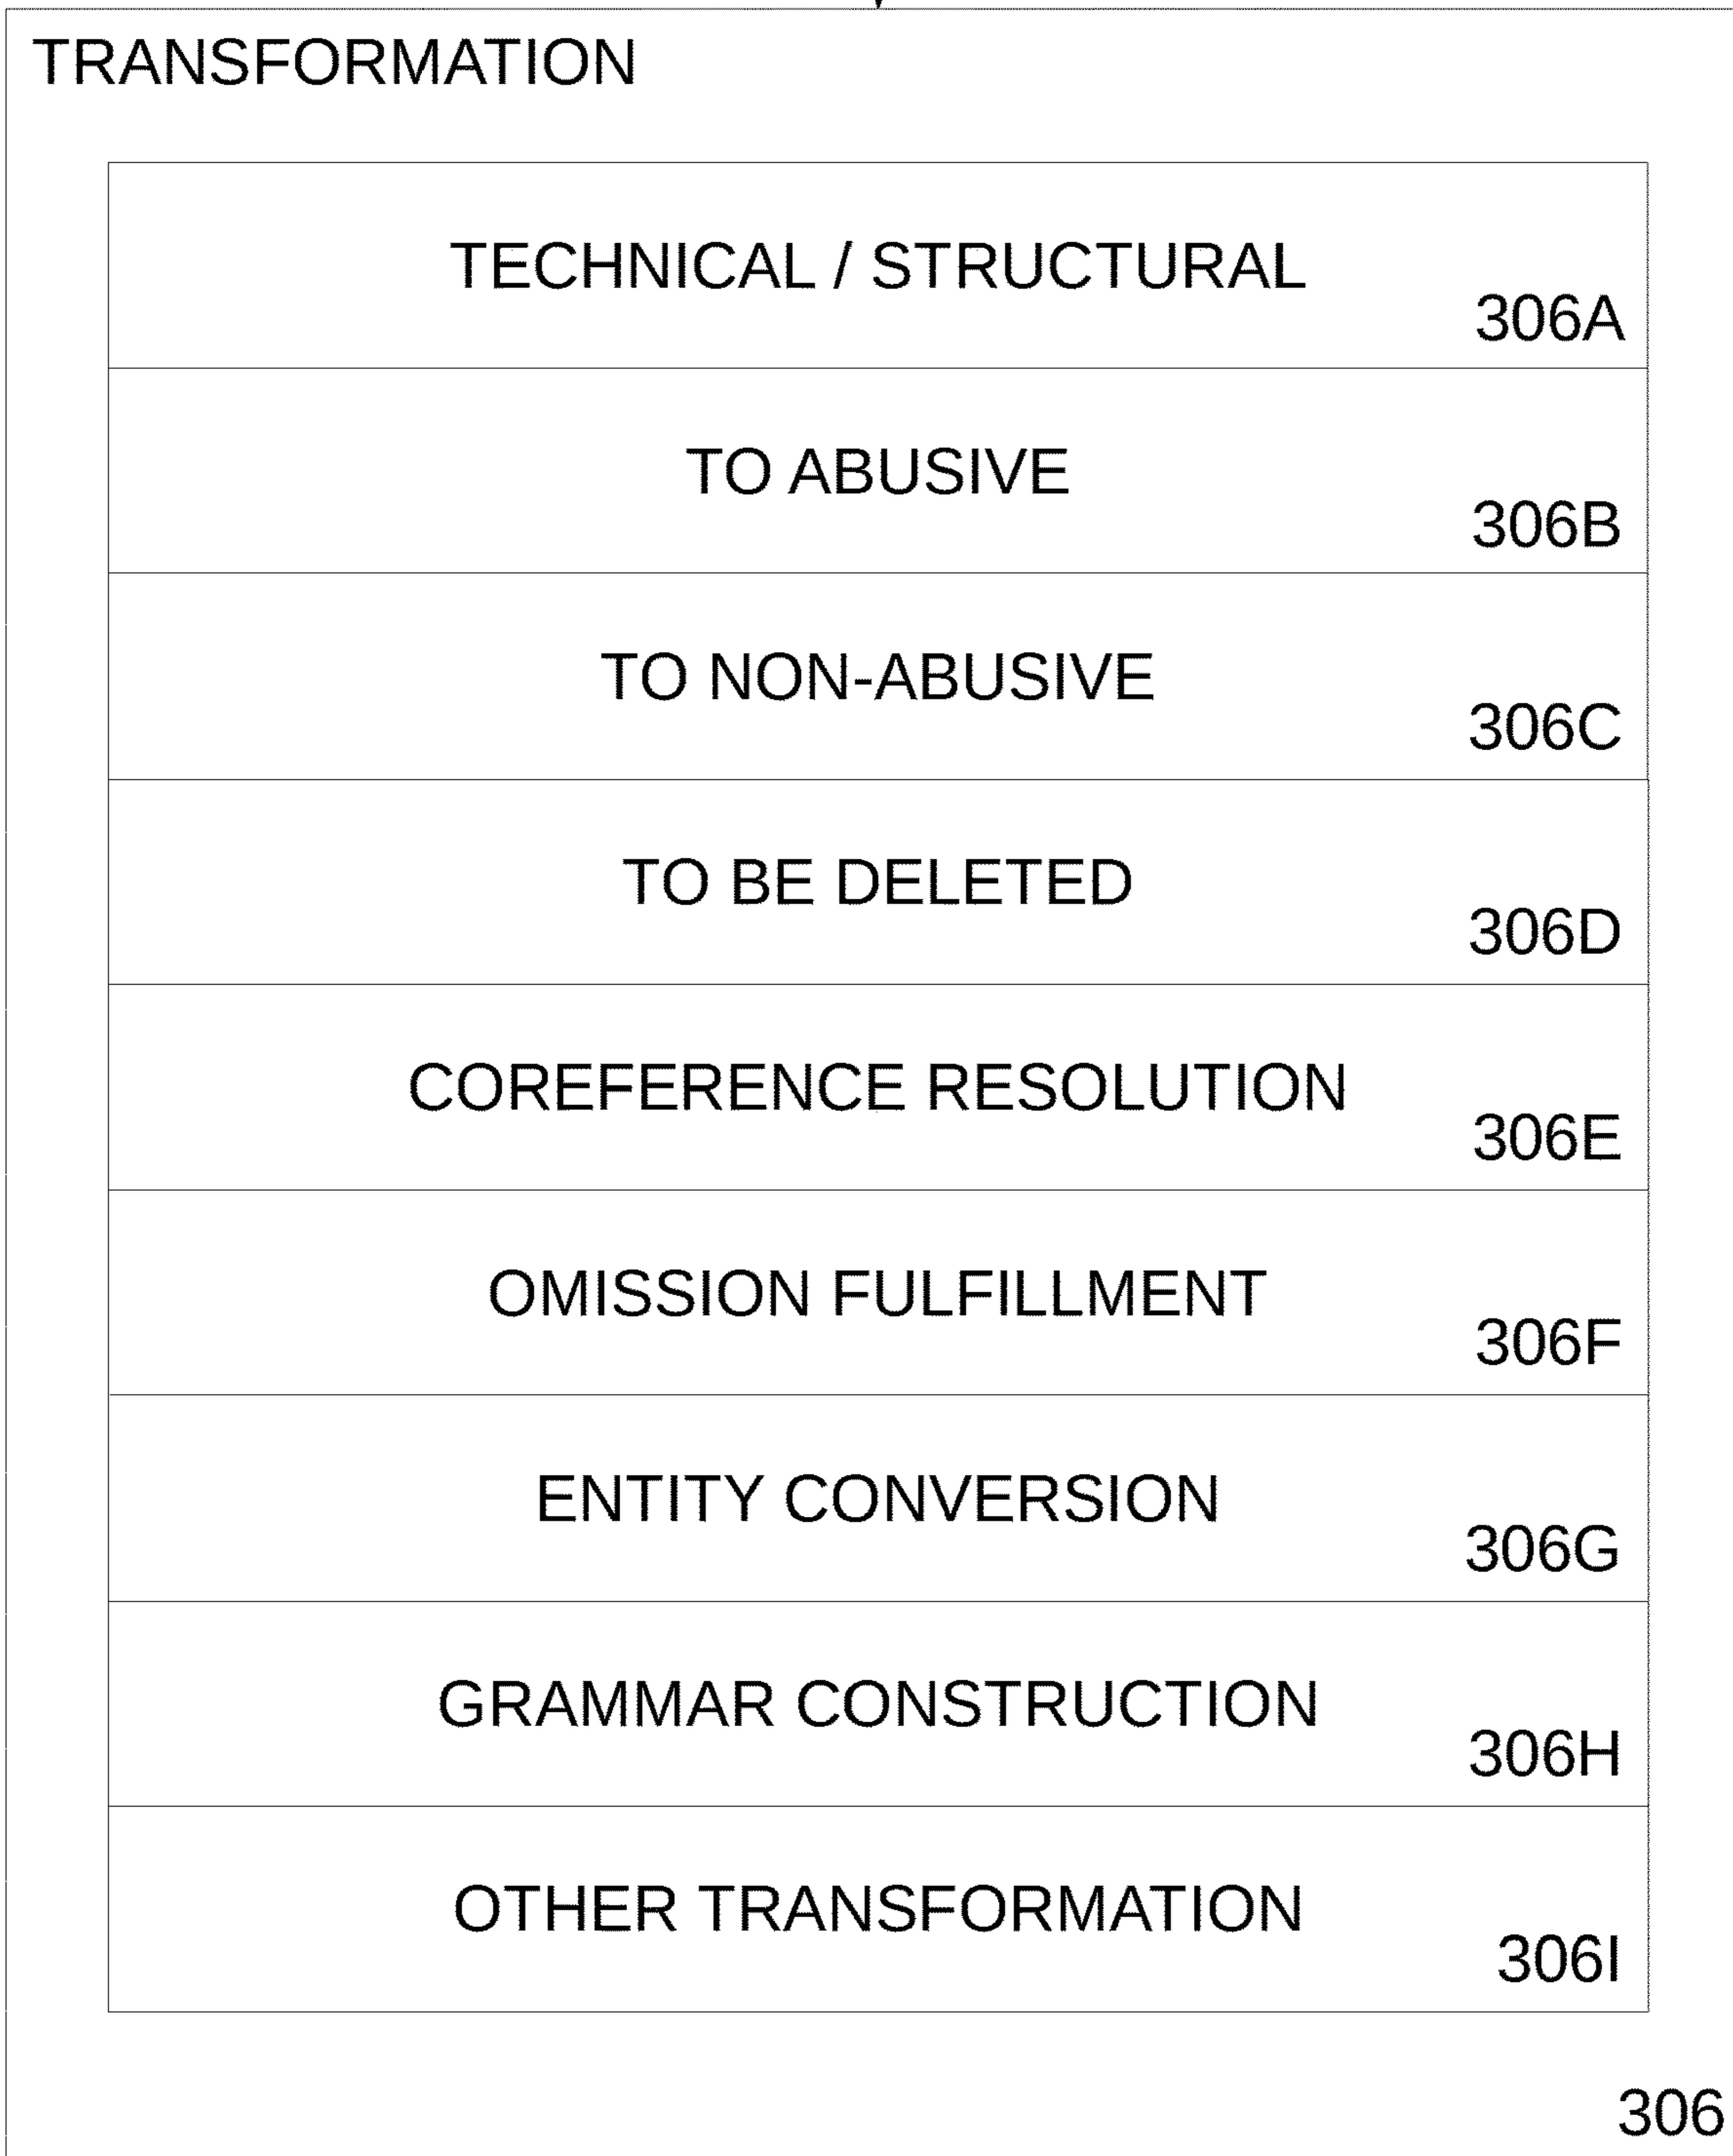 TRANSFORMATION
TECHNICAL / STRUCTURAL
306A
TO ABUSIVE
306B
TO NON-ABUSIVE
306C
TO BE DELETED
306D
COREFERENCE RESOLUTION
306E
OMISSION FULFILLMENT
306F
ENTITY CONVERSION
306G
GRAMMAR CONSTRUCTION
306H
OTHER TRANSFORMATION
306I
306